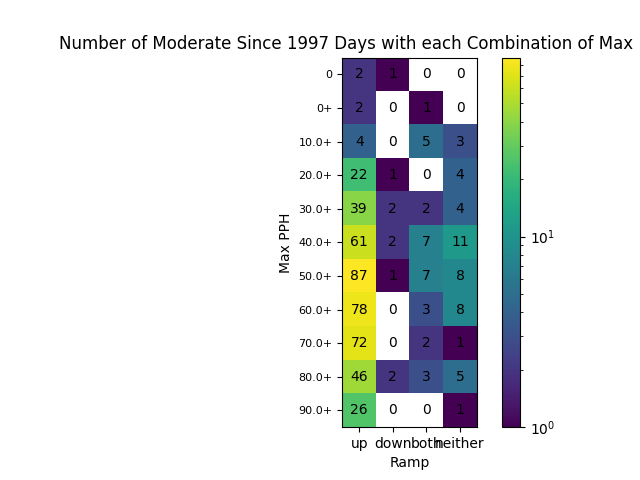 Number of Moderate Since 1997 Days with each Combination of Max
Max PPH
0 2 1 0 0
0+ 2 0 1 0
10.0+ 4 0 5 3
20.0+ 22 1 0 4
30.0+ 39 2 2 4
40.0+ 61 2 7 11
50.0+ 87 1 7 8
60.0+ 78 0 3 8
70.0+ 72 0 2 1
80.0+ 46 2 3 5
90.0+ 26 0 0 1
up down both neither
Ramp
10¹
10⁰